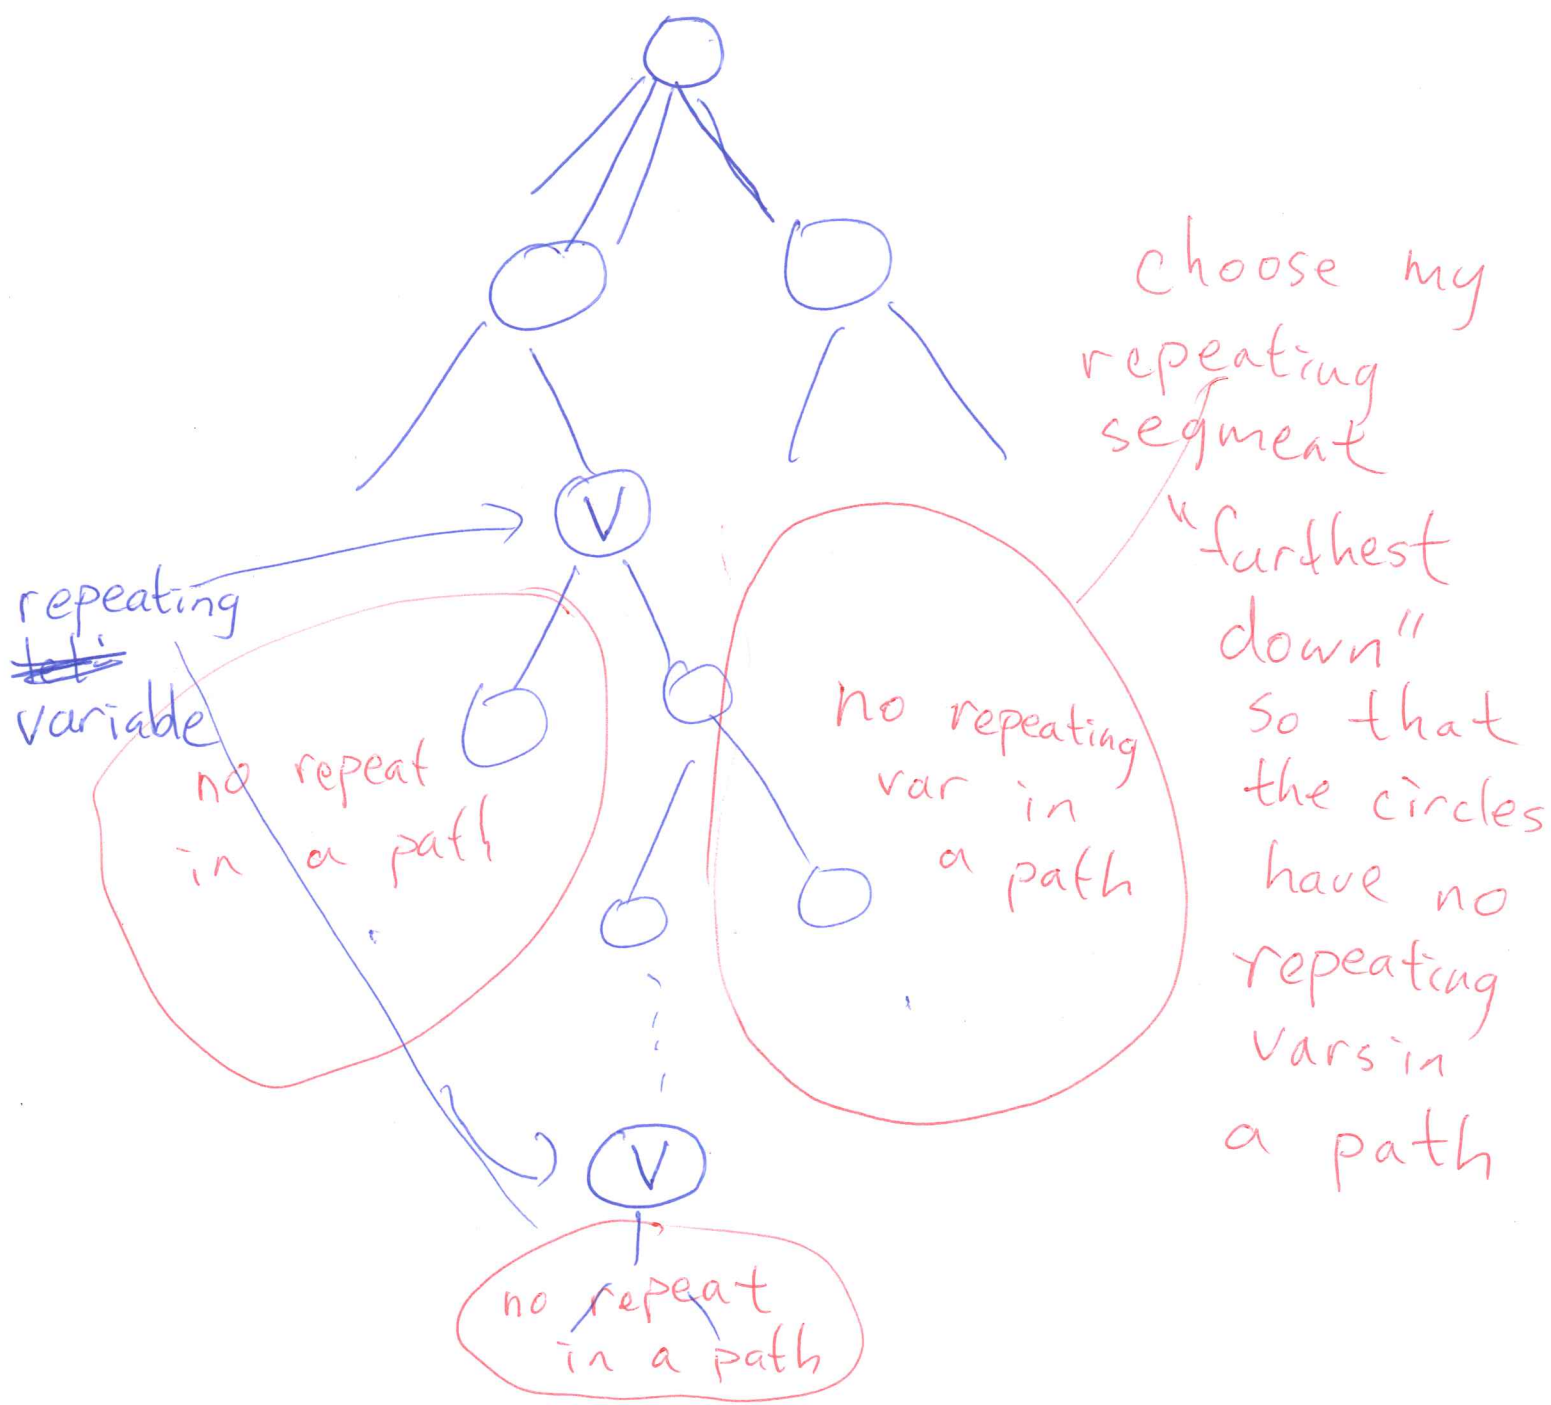 choose my
repeating
segment
"furthest
down"
so that
the circles
have no
repeating
vars in
a path
V
repeating
variable
no repeat
in a path
no repeating
var in
a path
V
no repeat
in a path